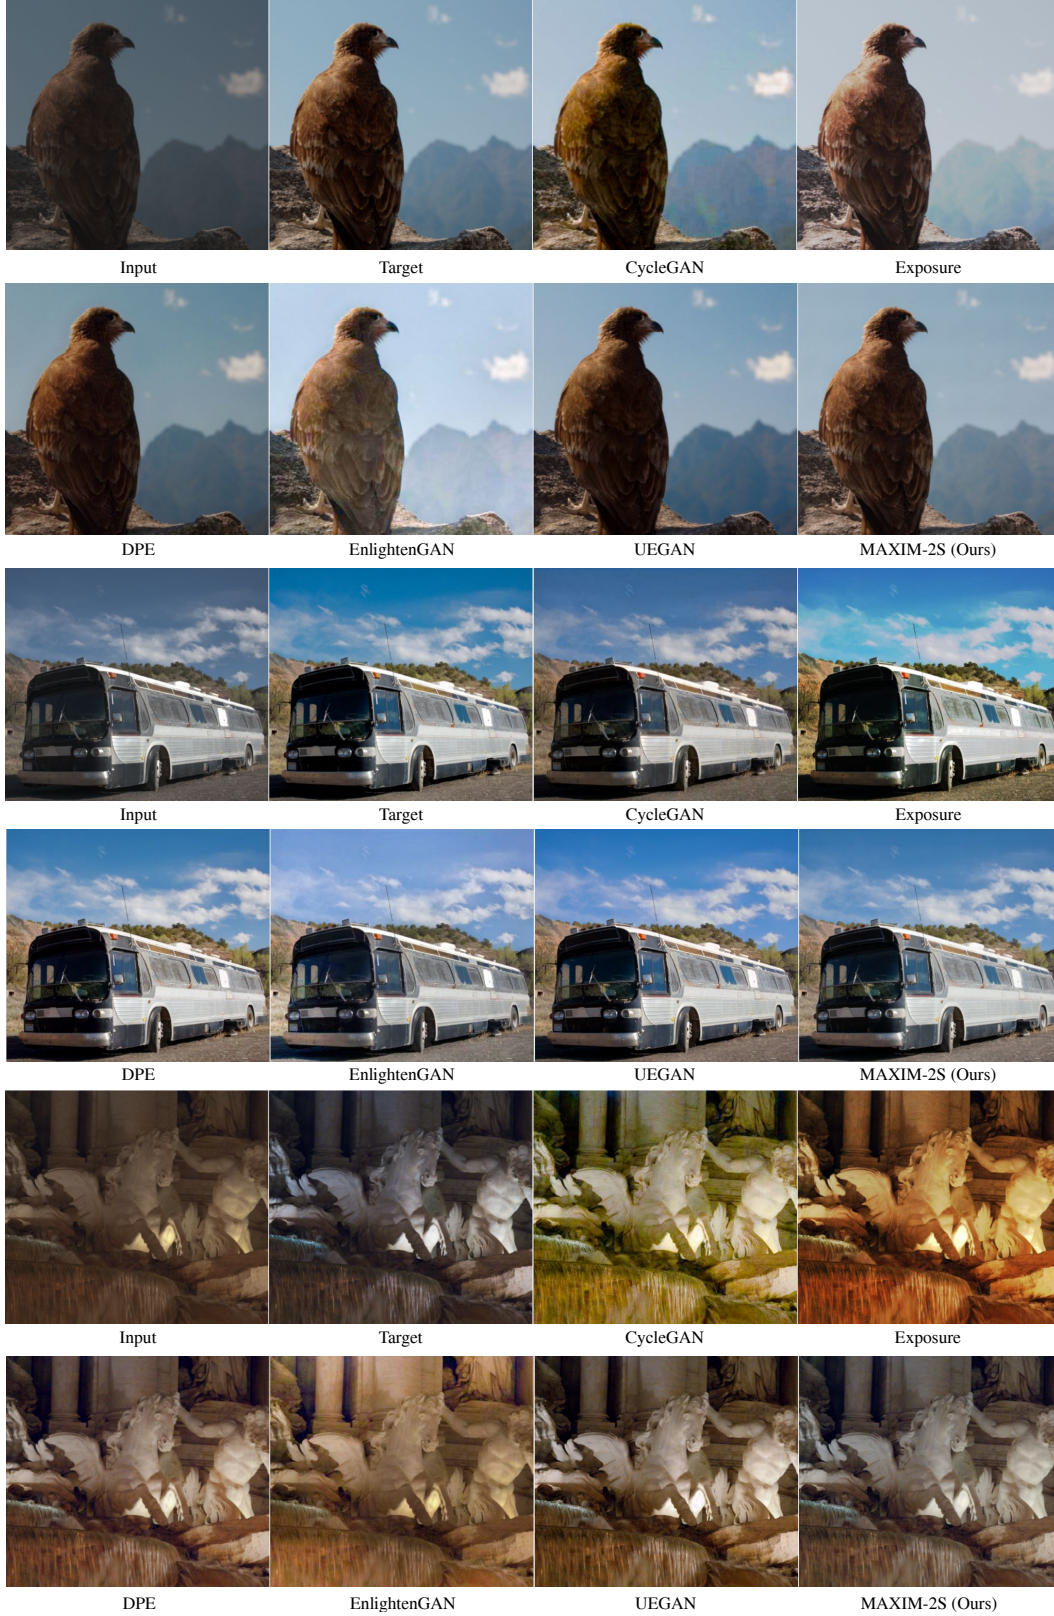 Input Target CycleGAN Exposure
DPE EnlightenGAN UEGAN MAXIM-2S (Ours)
Input Target CycleGAN Exposure
DPE EnlightenGAN UEGAN MAXIM-2S (Ours)
Input Target CycleGAN Exposure
DPE EnlightenGAN UEGAN MAXIM-2S (Ours)